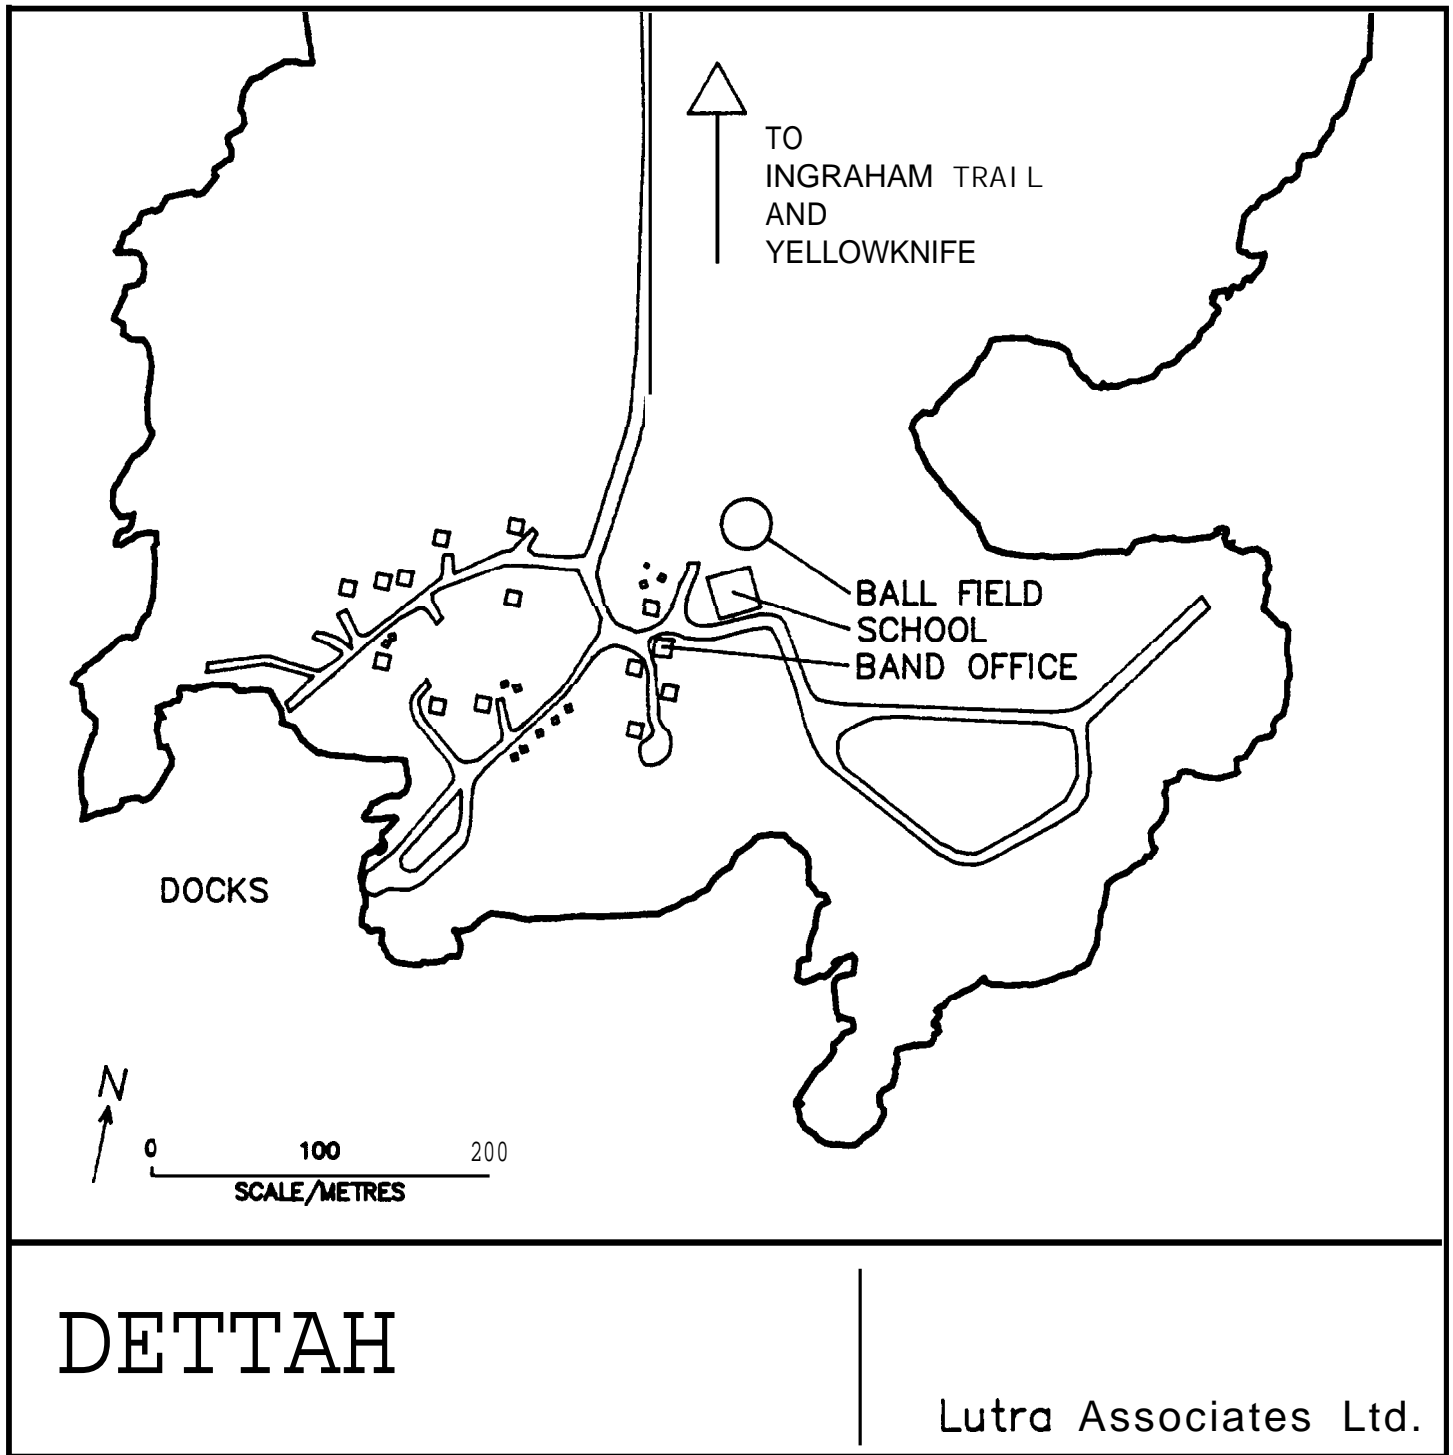 TO
INGRAHAM TRAIL
AND
YELLOWKNIFE
BALL FIELD
SCHOOL
BAND OFFICE
DOCKS
N
0 100 200
SCALE/METRES
DETTAH
Lutra Associates Ltd.